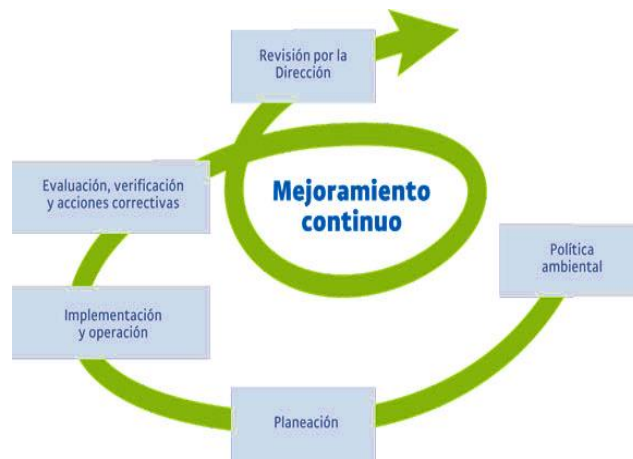 Revisión por la
Dirección
Evaluación, verificación
y acciones correctivas
Mejoramiento
continuo
Política
ambiental
Implementación
y operación
Planeación